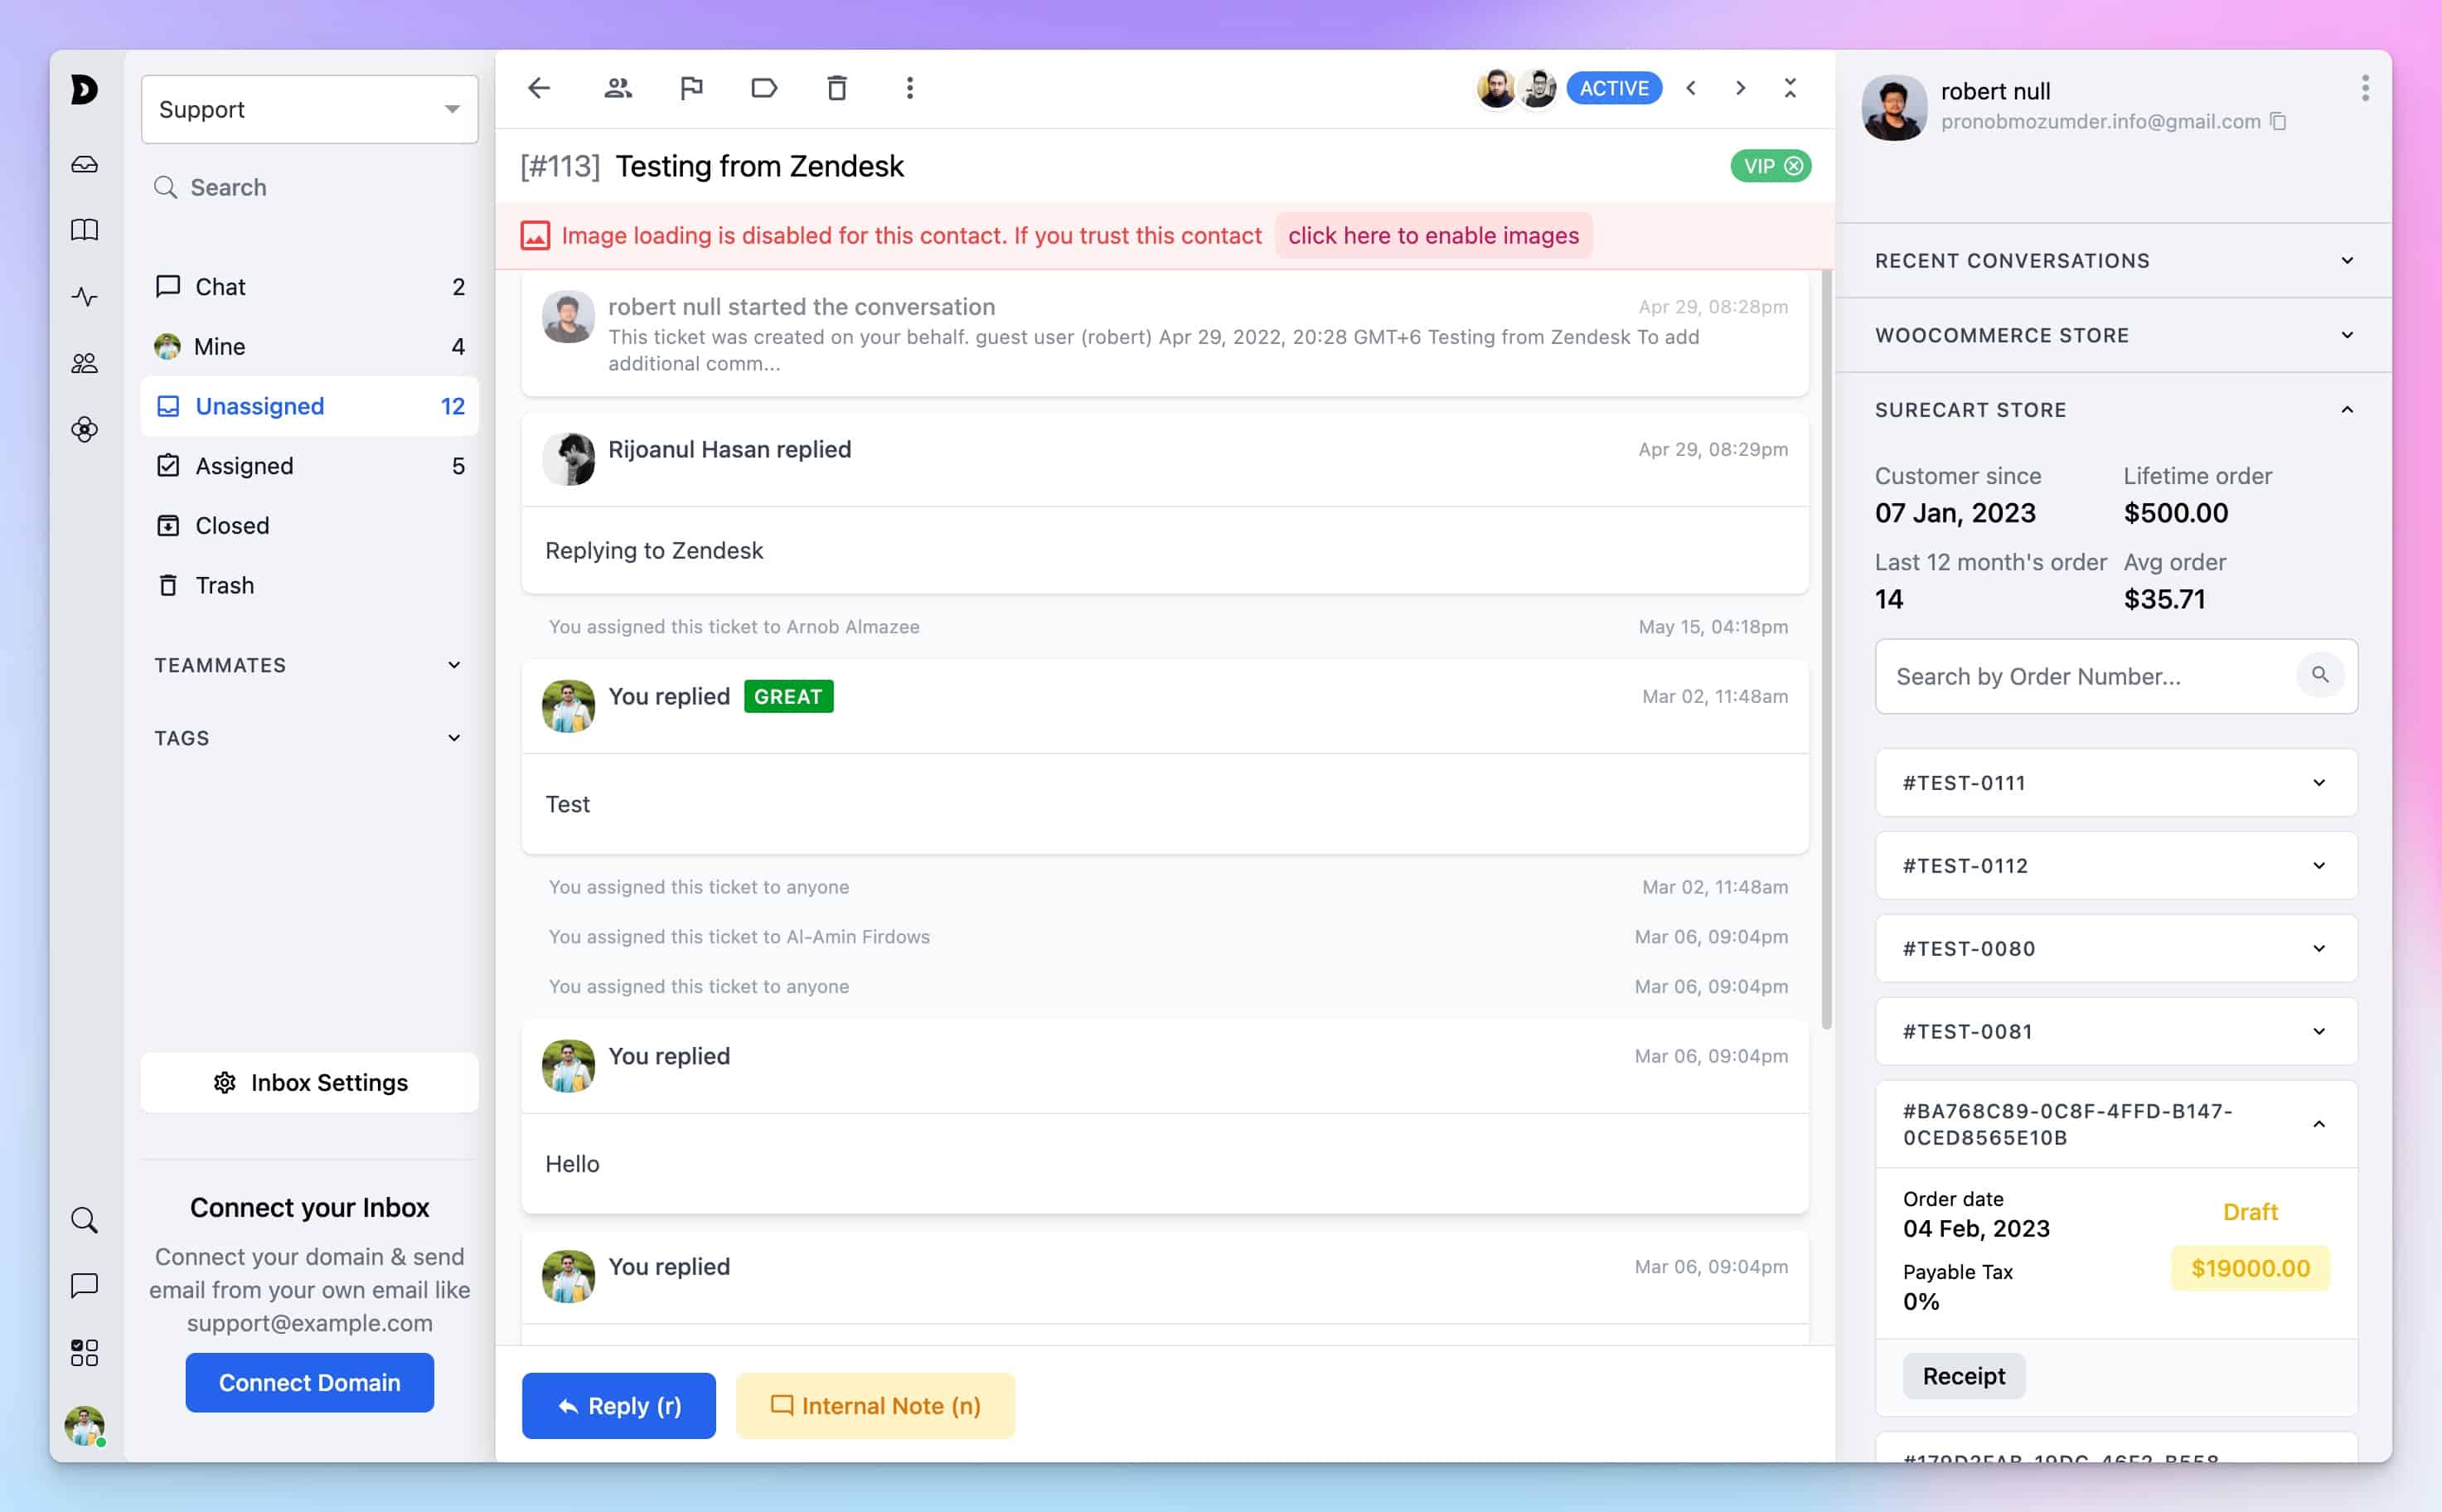 Support
Search
Chat 2
Mine 4
Unassigned 12
Assigned 5
Closed
Trash
TEAMMATES
TAGS
Inbox Settings
Connect your Inbox
Connect your domain & send
email from your own email like
support@example.com
Connect Domain
ACTIVE
[#113] Testing from Zendesk
VIP
Image loading is disabled for this contact. If you trust this contact click here to enable images
robert null started the conversation Apr 29, 08:28pm
This ticket was created on your behalf. guest user (robert) Apr 29, 2022, 20:28 GMT+6 Testing from Zendesk To add
additional comm...
Rijoanul Hasan replied Apr 29, 08:29pm
Replying to Zendesk
You assigned this ticket to Arnob Almazee May 15, 04:18pm
You replied GREAT Mar 02, 11:48am
Test
You assigned this ticket to anyone Mar 02, 11:48am
You assigned this ticket to Al-Amin Firdows Mar 06, 09:04pm
You assigned this ticket to anyone Mar 06, 09:04pm
You replied Mar 06, 09:04pm
Hello
You replied Mar 06, 09:04pm
Reply (r)
Internal Note (n)
robert null
pronobmozumder.info@gmail.com
RECENT CONVERSATIONS
WOOCOMMERCE STORE
SURECART STORE
Customer since Lifetime order
07 Jan, 2023 $500.00
Last 12 month's order Avg order
14 $35.71
Search by Order Number...
#TEST-0111
#TEST-0112
#TEST-0080
#TEST-0081
#BA768C89-0C8F-4FFD-B147-
0CED8565E10B
Order date
04 Feb, 2023
Draft
$19000.00
Payable Tax
0%
Receipt